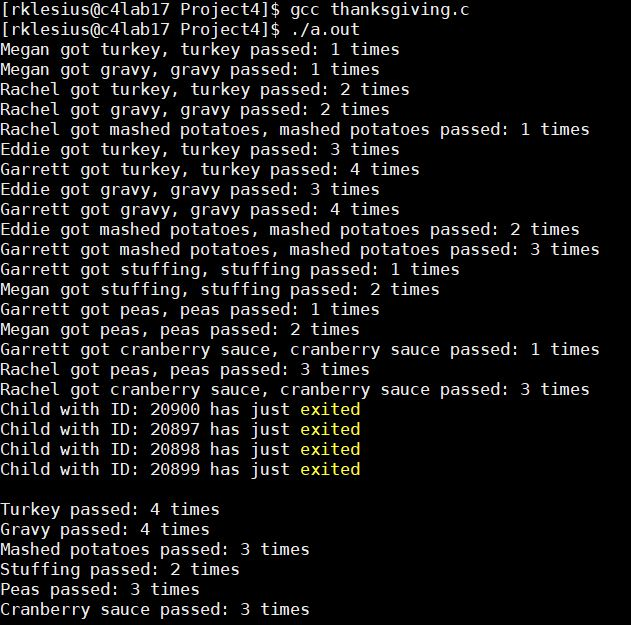 [rklesius@c4lab17 Project4]$ gcc thanksgiving.c
[rklesius@c4lab17 Project4]$ ./a.out
Megan got turkey, turkey passed: 1 times
Megan got gravy, gravy passed: 1 times
Rachel got turkey, turkey passed: 2 times
Rachel got gravy, gravy passed: 2 times
Rachel got mashed potatoes, mashed potatoes passed: 1 times
Eddie got turkey, turkey passed: 3 times
Garrett got turkey, turkey passed: 4 times
Eddie got gravy, gravy passed: 3 times
Garrett got gravy, gravy passed: 4 times
Eddie got mashed potatoes, mashed potatoes passed: 2 times
Garrett got mashed potatoes, mashed potatoes passed: 3 times
Garrett got stuffing, stuffing passed: 1 times
Megan got stuffing, stuffing passed: 2 times
Garrett got peas, peas passed: 1 times
Megan got peas, peas passed: 2 times
Garrett got cranberry sauce, cranberry sauce passed: 1 times
Rachel got peas, peas passed: 3 times
Rachel got cranberry sauce, cranberry sauce passed: 3 times
Child with ID: 20900 has just exited
Child with ID: 20897 has just exited
Child with ID: 20898 has just exited
Child with ID: 20899 has just exited
Turkey passed: 4 times
Gravy passed: 4 times
Mashed potatoes passed: 3 times
Stuffing passed: 2 times
Peas passed: 3 times
Cranberry sauce passed: 3 times